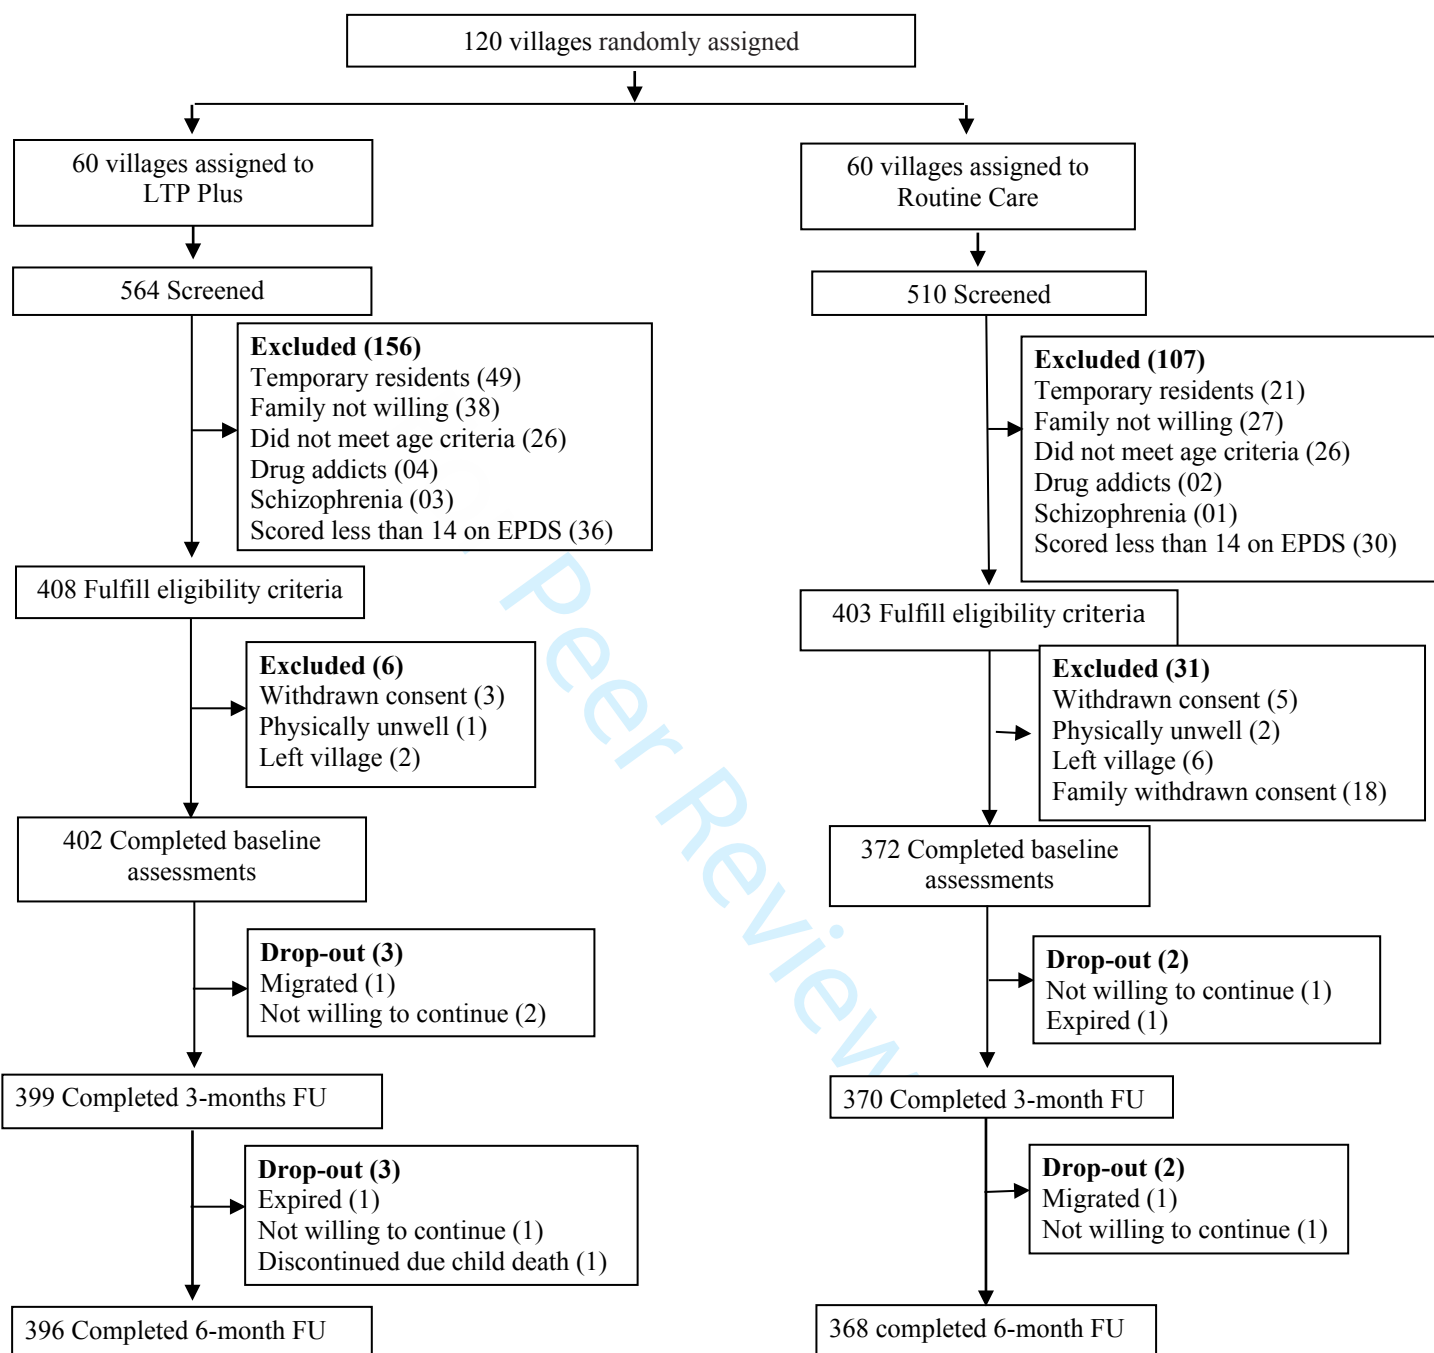 120 villages randomly assigned
60 villages assigned to
LTP Plus
60 villages assigned to
Routine Care
564 Screened
510 Screened
Excluded (156)
Temporary residents (49)
Family not willing (38)
Did not meet age criteria (26)
Drug addicts (04)
Schizophrenia (03)
Scored less than 14 on EPDS (36)
Excluded (107)
Temporary residents (21)
Family not willing (27)
Did not meet age criteria (26)
Drug addicts (02)
Schizophrenia (01)
Scored less than 14 on EPDS (30)
408 Fulfill eligibility criteria
403 Fulfill eligibility criteria
Excluded (6)
Withdrawn consent (3)
Physically unwell (1)
Left village (2)
Excluded (31)
Withdrawn consent (5)
Physically unwell (2)
Left village (6)
Family withdrawn consent (18)
402 Completed baseline
assessments
372 Completed baseline
assessments
Drop-out (3)
Migrated (1)
Not willing to continue (2)
Drop-out (2)
Not willing to continue (1)
Expired (1)
399 Completed 3-months FU
370 Completed 3-month FU
Drop-out (3)
Expired (1)
Not willing to continue (1)
Discontinued due child death (1)
Drop-out (2)
Migrated (1)
Not willing to continue (1)
396 Completed 6-month FU
368 completed 6-month FU
Peer Review